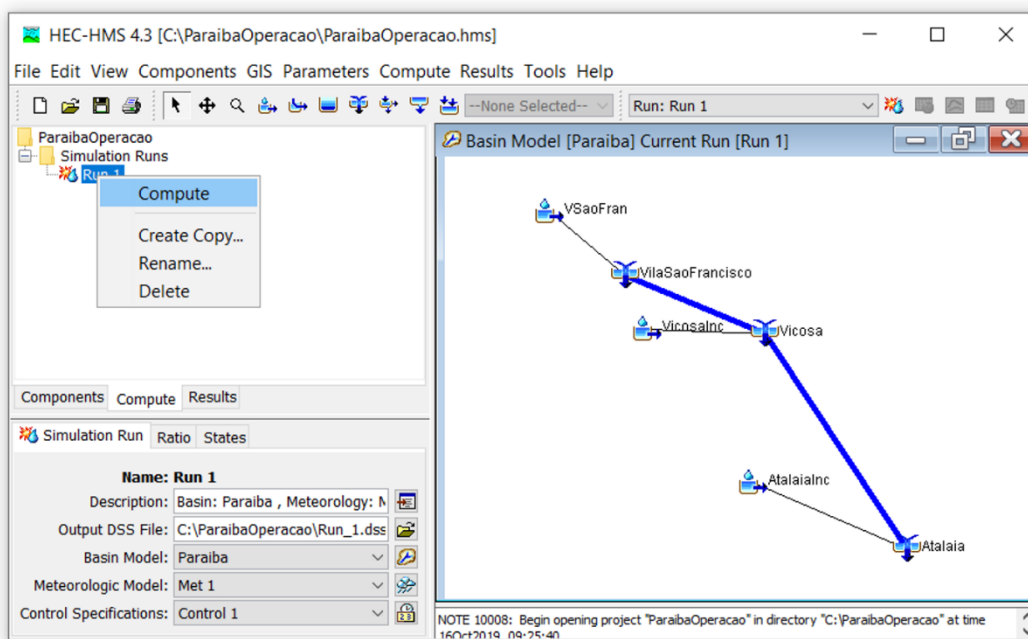 HEC-HMS 4.3 [C:\ParaibaOperacao\ParaibaOperacao.hms]
File Edit View Components GIS Parameters Compute Results Tools Help
--None Selected--
Run: Run 1
ParaibaOperacao
Simulation Runs
Run 1
Compute
Create Copy...
Rename...
Delete
Components Compute Results
Simulation Run Ratio States
Name: Run 1
Description: Basin: Paraiba , Meteorology: M
Output DSS File: C:\ParaibaOperacao\Run_1.dss
Basin Model: Paraiba
Meteorologic Model: Met 1
Control Specifications: Control 1
Basin Model [Paraiba] Current Run [Run 1]
VSaoFran
VilaSaoFrancisco
VicosaInc
Vicosa
AtalaiaInc
Atalaia
NOTE 10008: Begin opening project "ParaibaOperacao" in directory "C:\ParaibaOperacao" at time
16Oct2019, 09:25:40.